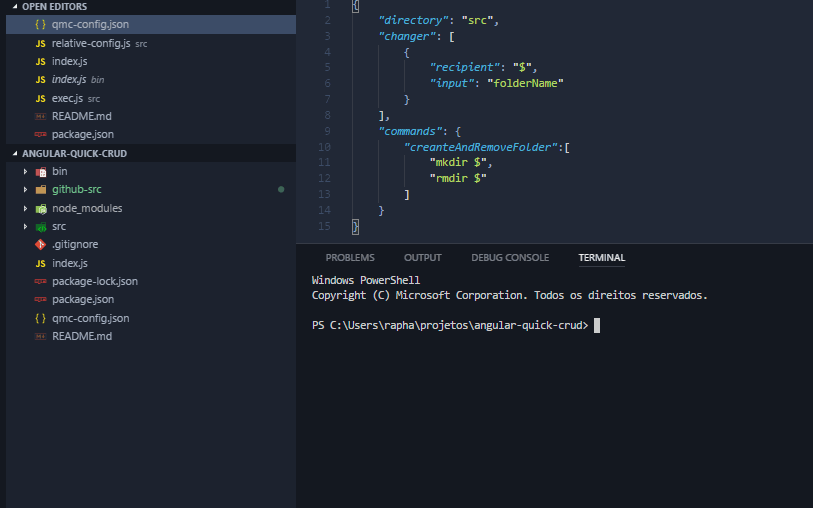 OPEN EDITORS
{ } qmc-config.json
JS relative-config.js src
JS index.js
JS index.js bin
JS exec.js src
README.md
package.json
ANGULAR-QUICK-CRUD
bin
github-src
node_modules
src
.gitignore
JS index.js
package-lock.json
package.json
{ } qmc-config.json
README.md
1 {
2 "directory": "src",
3 "changer": [
4 {
5 "recipient": "$",
6 "input": "folderName"
7 }
8 ],
9 "commands": {
10 "creanteAndRemoveFolder":[
11 "mkdir $",
12 "rmdir $"
13 ]
14 }
15 }
PROBLEMS OUTPUT DEBUG CONSOLE TERMINAL
Windows PowerShell
Copyright (C) Microsoft Corporation. Todos os direitos reservados.
PS C:\Users\rapha\projetos\angular-quick-crud>